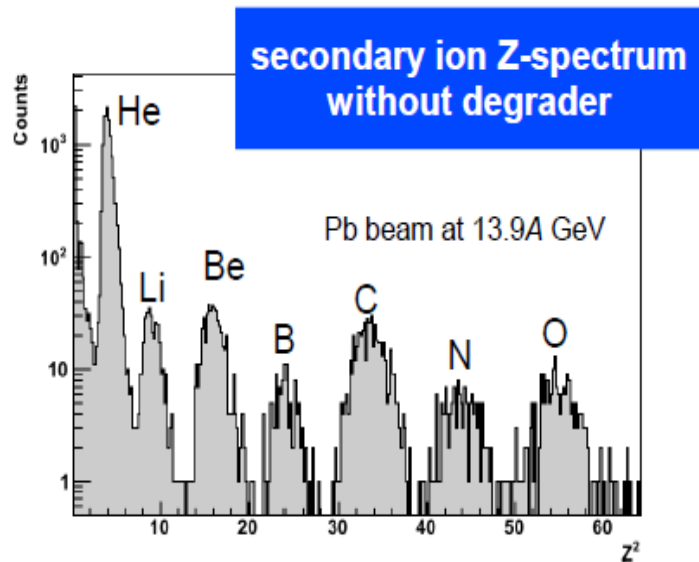 secondary ion Z-spectrum
without degrader
Counts
10³
10²
10
1
He
Li
Be
B
C
N
O
Pb beam at 13.9A GeV
10 20 30 40 50 60
Z²